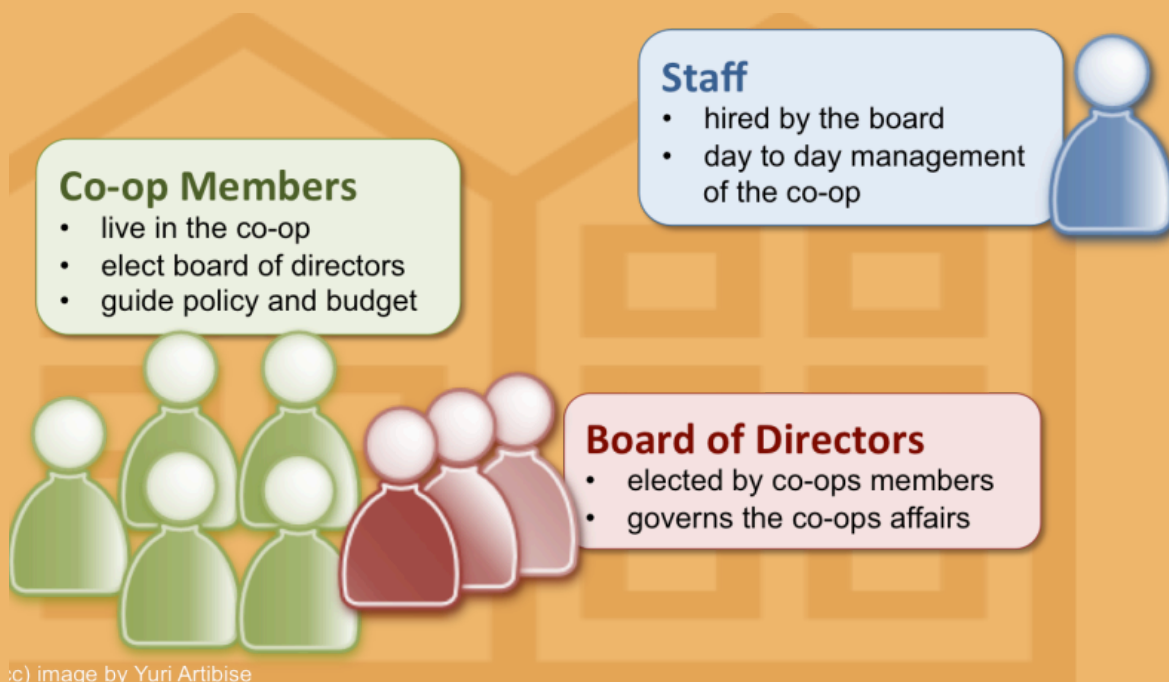 Co-op Members
• live in the co-op
• elect board of directors
• guide policy and budget
Staff
• hired by the board
• day to day management
of the co-op
Board of Directors
• elected by co-ops members
• governs the co-ops affairs
cc) image by Yuri Artibise